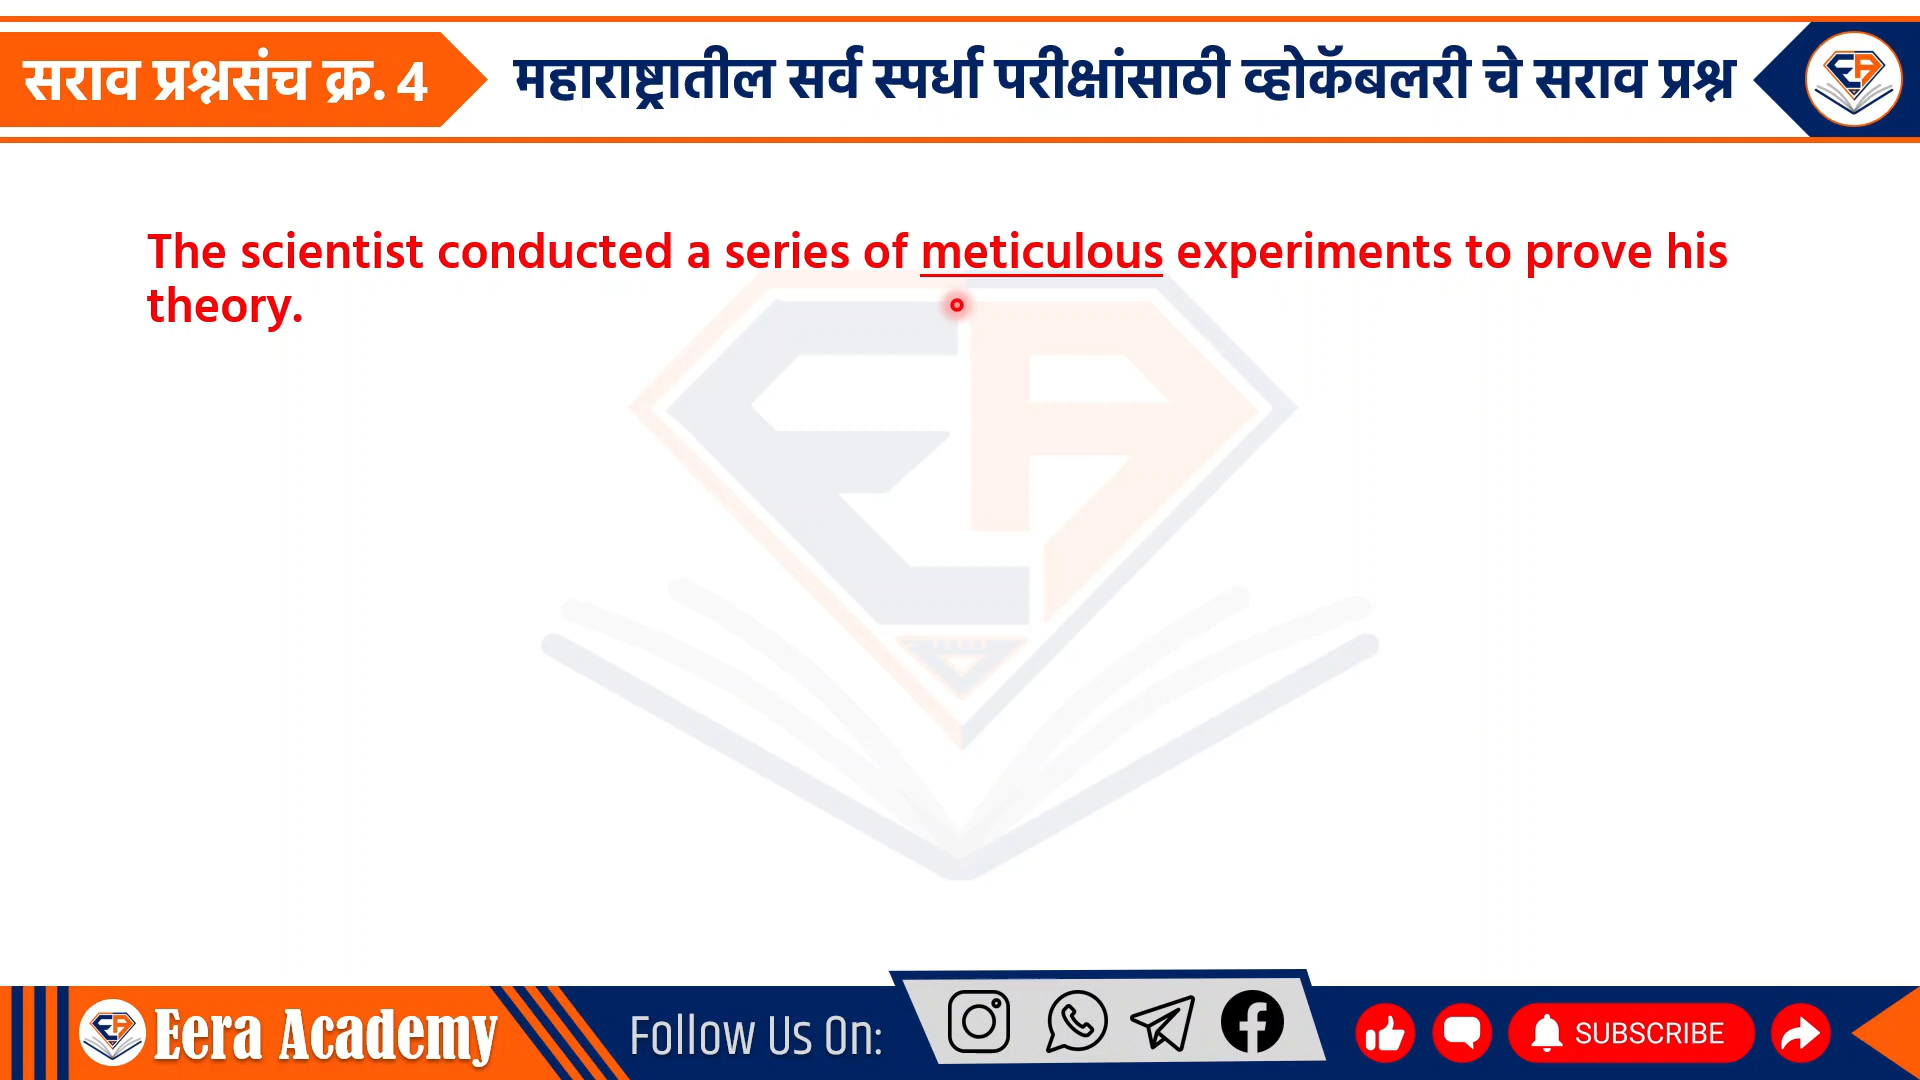 सराव प्रश्नसंच क्र. 4
महाराष्ट्रातील सर्व स्पर्धा परीक्षांसाठी व्होकॅबलरी चे सराव प्रश्न
EA
The scientist conducted a series of meticulous experiments to prove his
theory.
Eera Academy
Follow Us On:
SUBSCRIBE